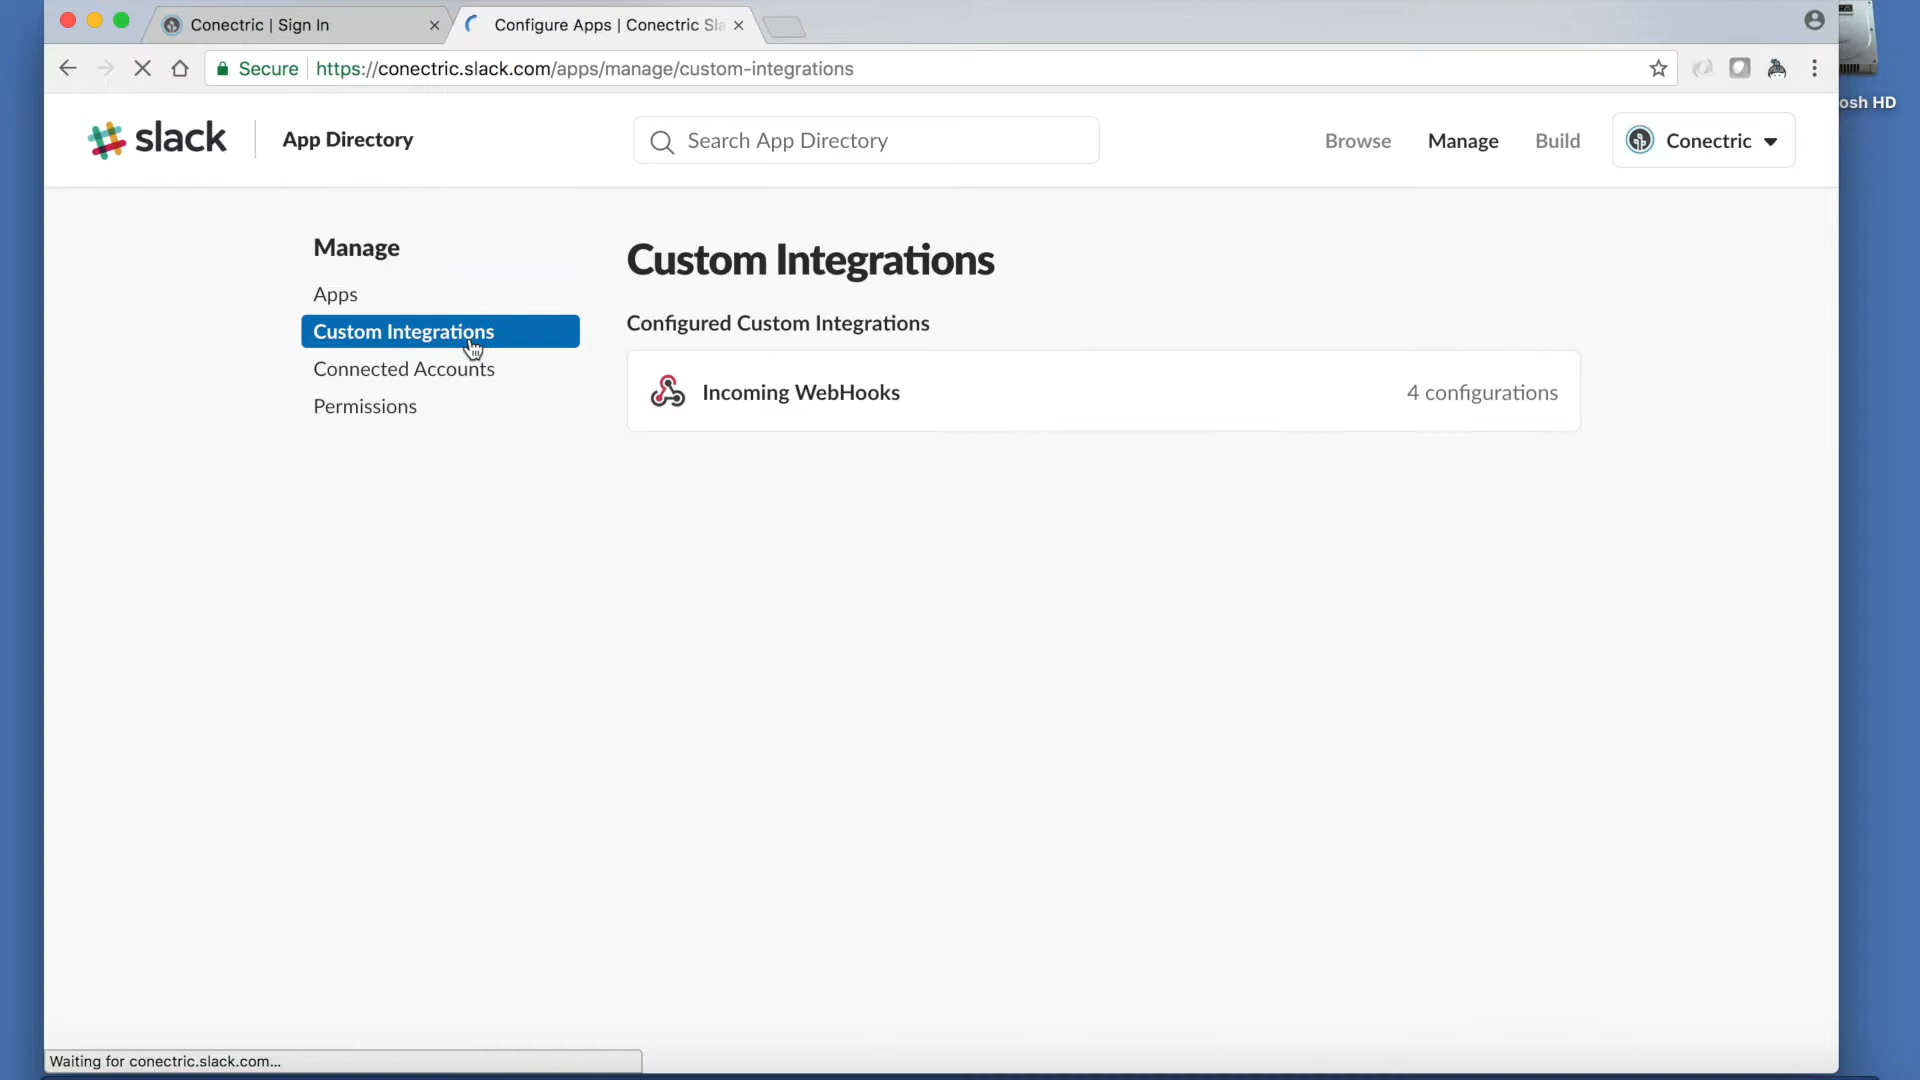 Conectric | Sign In
Configure Apps | Conectric Sla
Secure
https://conectric.slack.com/apps/manage/custom-integrations
osh HD
slack
App Directory
Search App Directory
Browse
Manage
Build
Conectric
Manage
Apps
Custom Integrations
Connected Accounts
Permissions
Custom Integrations
Configured Custom Integrations
Incoming WebHooks
4 configurations
Waiting for conectric.slack.com...